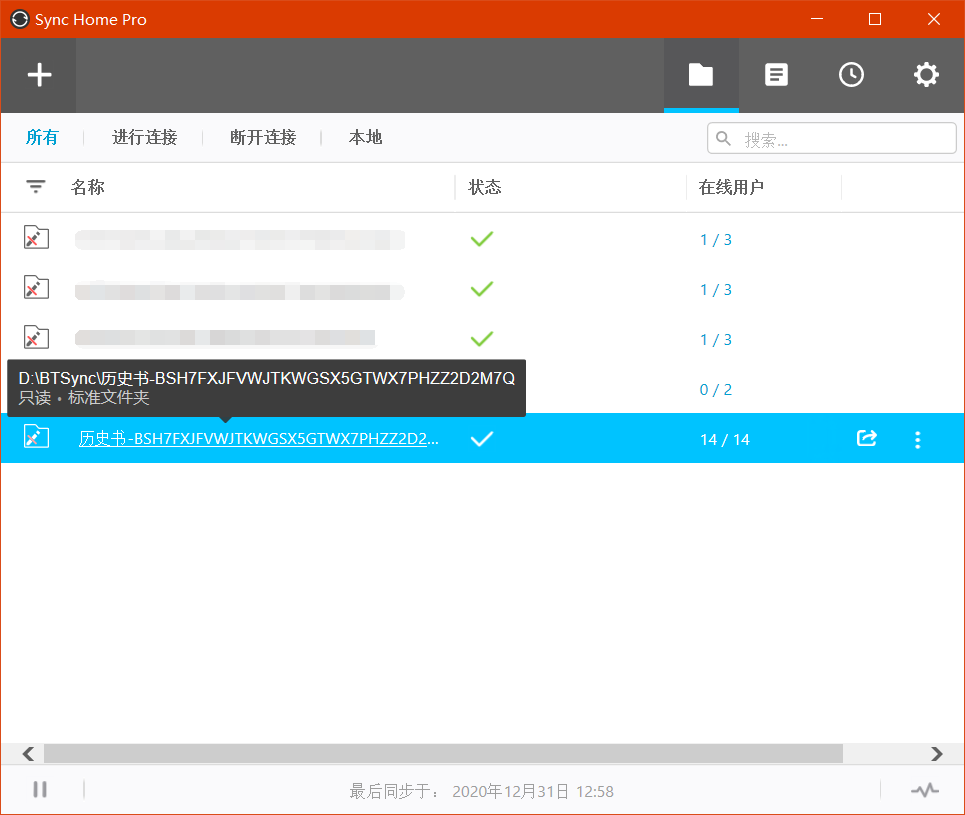 Sync Home Pro
所有 进行连接 断开连接 本地 搜索...
名称 状态 在线用户
1 / 3
1 / 3
1 / 3
D:\BTSync\历史书-BSH7FXJFVWJTKWGSX5GTWX7PHZZ2D2M7Q
只读 • 标准文件夹
0 / 2
历史书-BSH7FXJFVWJTKWGSX5GTWX7PHZZ2D2... 14 / 14
最后同步于: 2020年12月31日 12:58